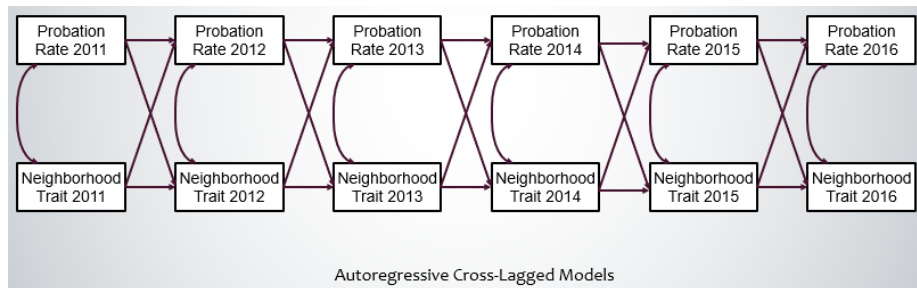 Probation
Rate 2011
Probation
Rate 2012
Probation
Rate 2013
Probation
Rate 2014
Probation
Rate 2015
Probation
Rate 2016
Neighborhood
Trait 2011
Neighborhood
Trait 2012
Neighborhood
Trait 2013
Neighborhood
Trait 2014
Neighborhood
Trait 2015
Neighborhood
Trait 2016
Autoregressive Cross-Lagged Models